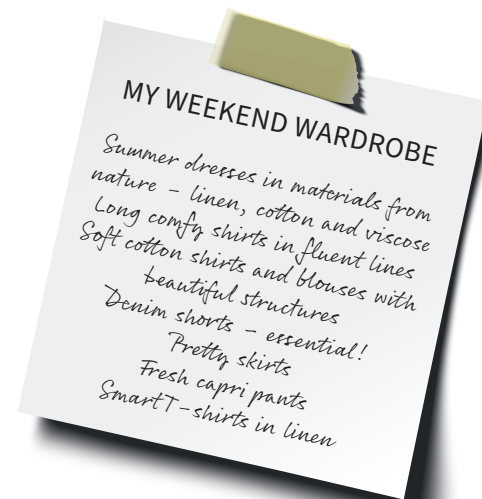 MY WEEKEND WARDROBE
Summer dresses in materials from
nature – linen, cotton and viscose
Long comfy shirts in fluent lines
Soft cotton shirts and blouses with
beautiful structures
Denim shorts – essential!
Pretty skirts
Fresh capri pants
Smart T-shirts in linen